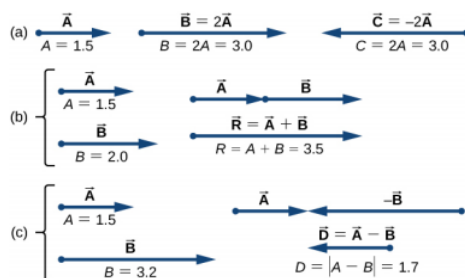 (a) A⃗ B⃗ = 2A⃗ C⃗ = −2A⃗
A = 1.5 B = 2A = 3.0 C = 2A = 3.0
(b)
A⃗
A = 1.5
B⃗
B = 2.0
A⃗ B⃗
R⃗ = A⃗ + B⃗
R = A + B = 3.5
(c)
A⃗
A = 1.5
B⃗
B = 3.2
A⃗ −B⃗
D⃗ = A⃗ − B⃗
D = |A − B| = 1.7